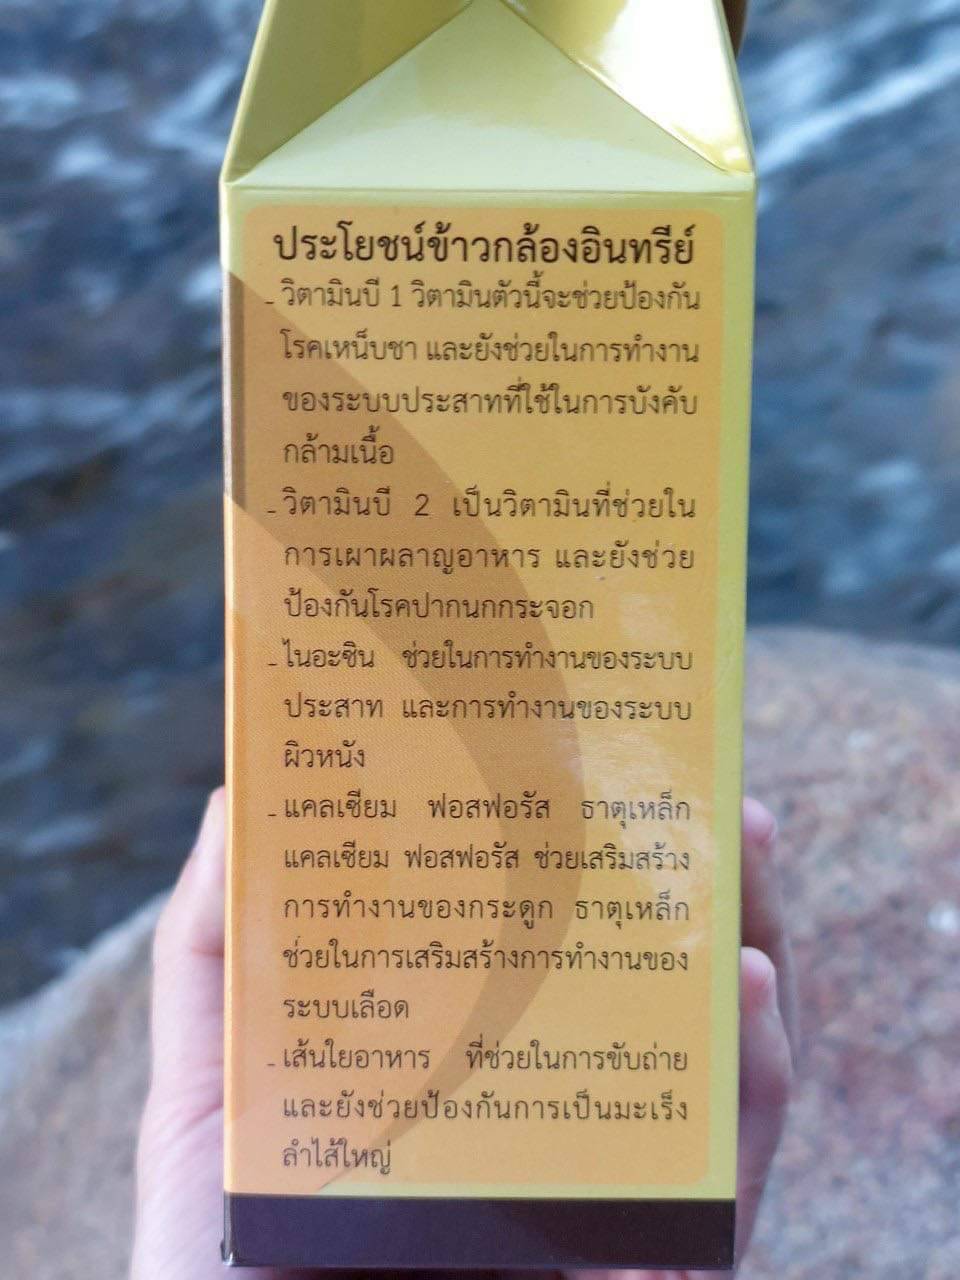 ประโยชน์ข้าวกล้องอินทรีย์
- วิตามินบี 1 วิตามินตัวนี้จะช่วยป้องกัน
โรคเหน็บชา และยังช่วยในการทำงาน
ของระบบประสาทที่ใช้ในการบังคับ
กล้ามเนื้อ
- วิตามินบี 2 เป็นวิตามินที่ช่วยใน
การเผาผลาญอาหาร และยังช่วย
ป้องกันโรคปากนกกระจอก
- ไนอะซิน ช่วยในการทำงานของระบบ
ประสาท และการทำงานของระบบ
ผิวหนัง
- แคลเซียม ฟอสฟอรัส ธาตุเหล็ก
แคลเซียม ฟอสฟอรัส ช่วยเสริมสร้าง
การทำงานของกระดูก ธาตุเหล็ก
ช่วยในการเสริมสร้างการทำงานของ
ระบบเลือด
- เส้นใยอาหาร ที่ช่วยในการขับถ่าย
และยังช่วยป้องกันการเป็นมะเร็ง
ลำไส้ใหญ่